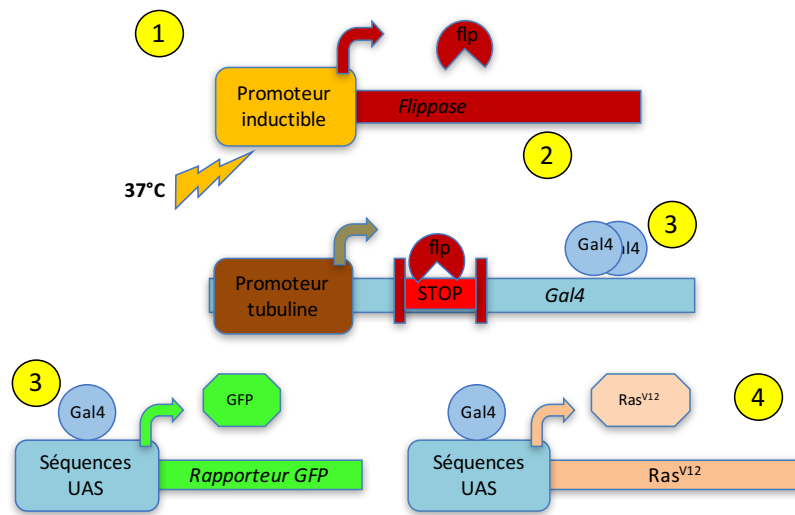 1
flp
Promoteur
inductible
Flippase
2
37°C
flp
3
Gal4
al4
Promoteur
tubuline
STOP
Gal4
3
Gal4
GFP
Séquences
UAS
Rapporteur GFP
Gal4
RasV12
4
Séquences
UAS
RasV12